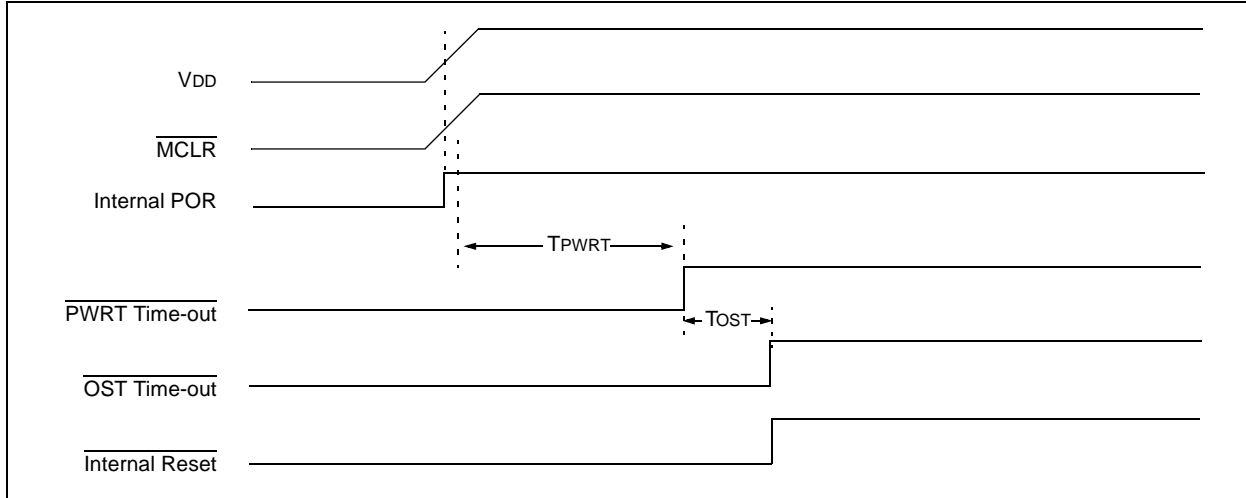 VDD
MCLR
Internal POR
TPWRT
PWRT Time-out
TOST
OST Time-out
Internal Reset